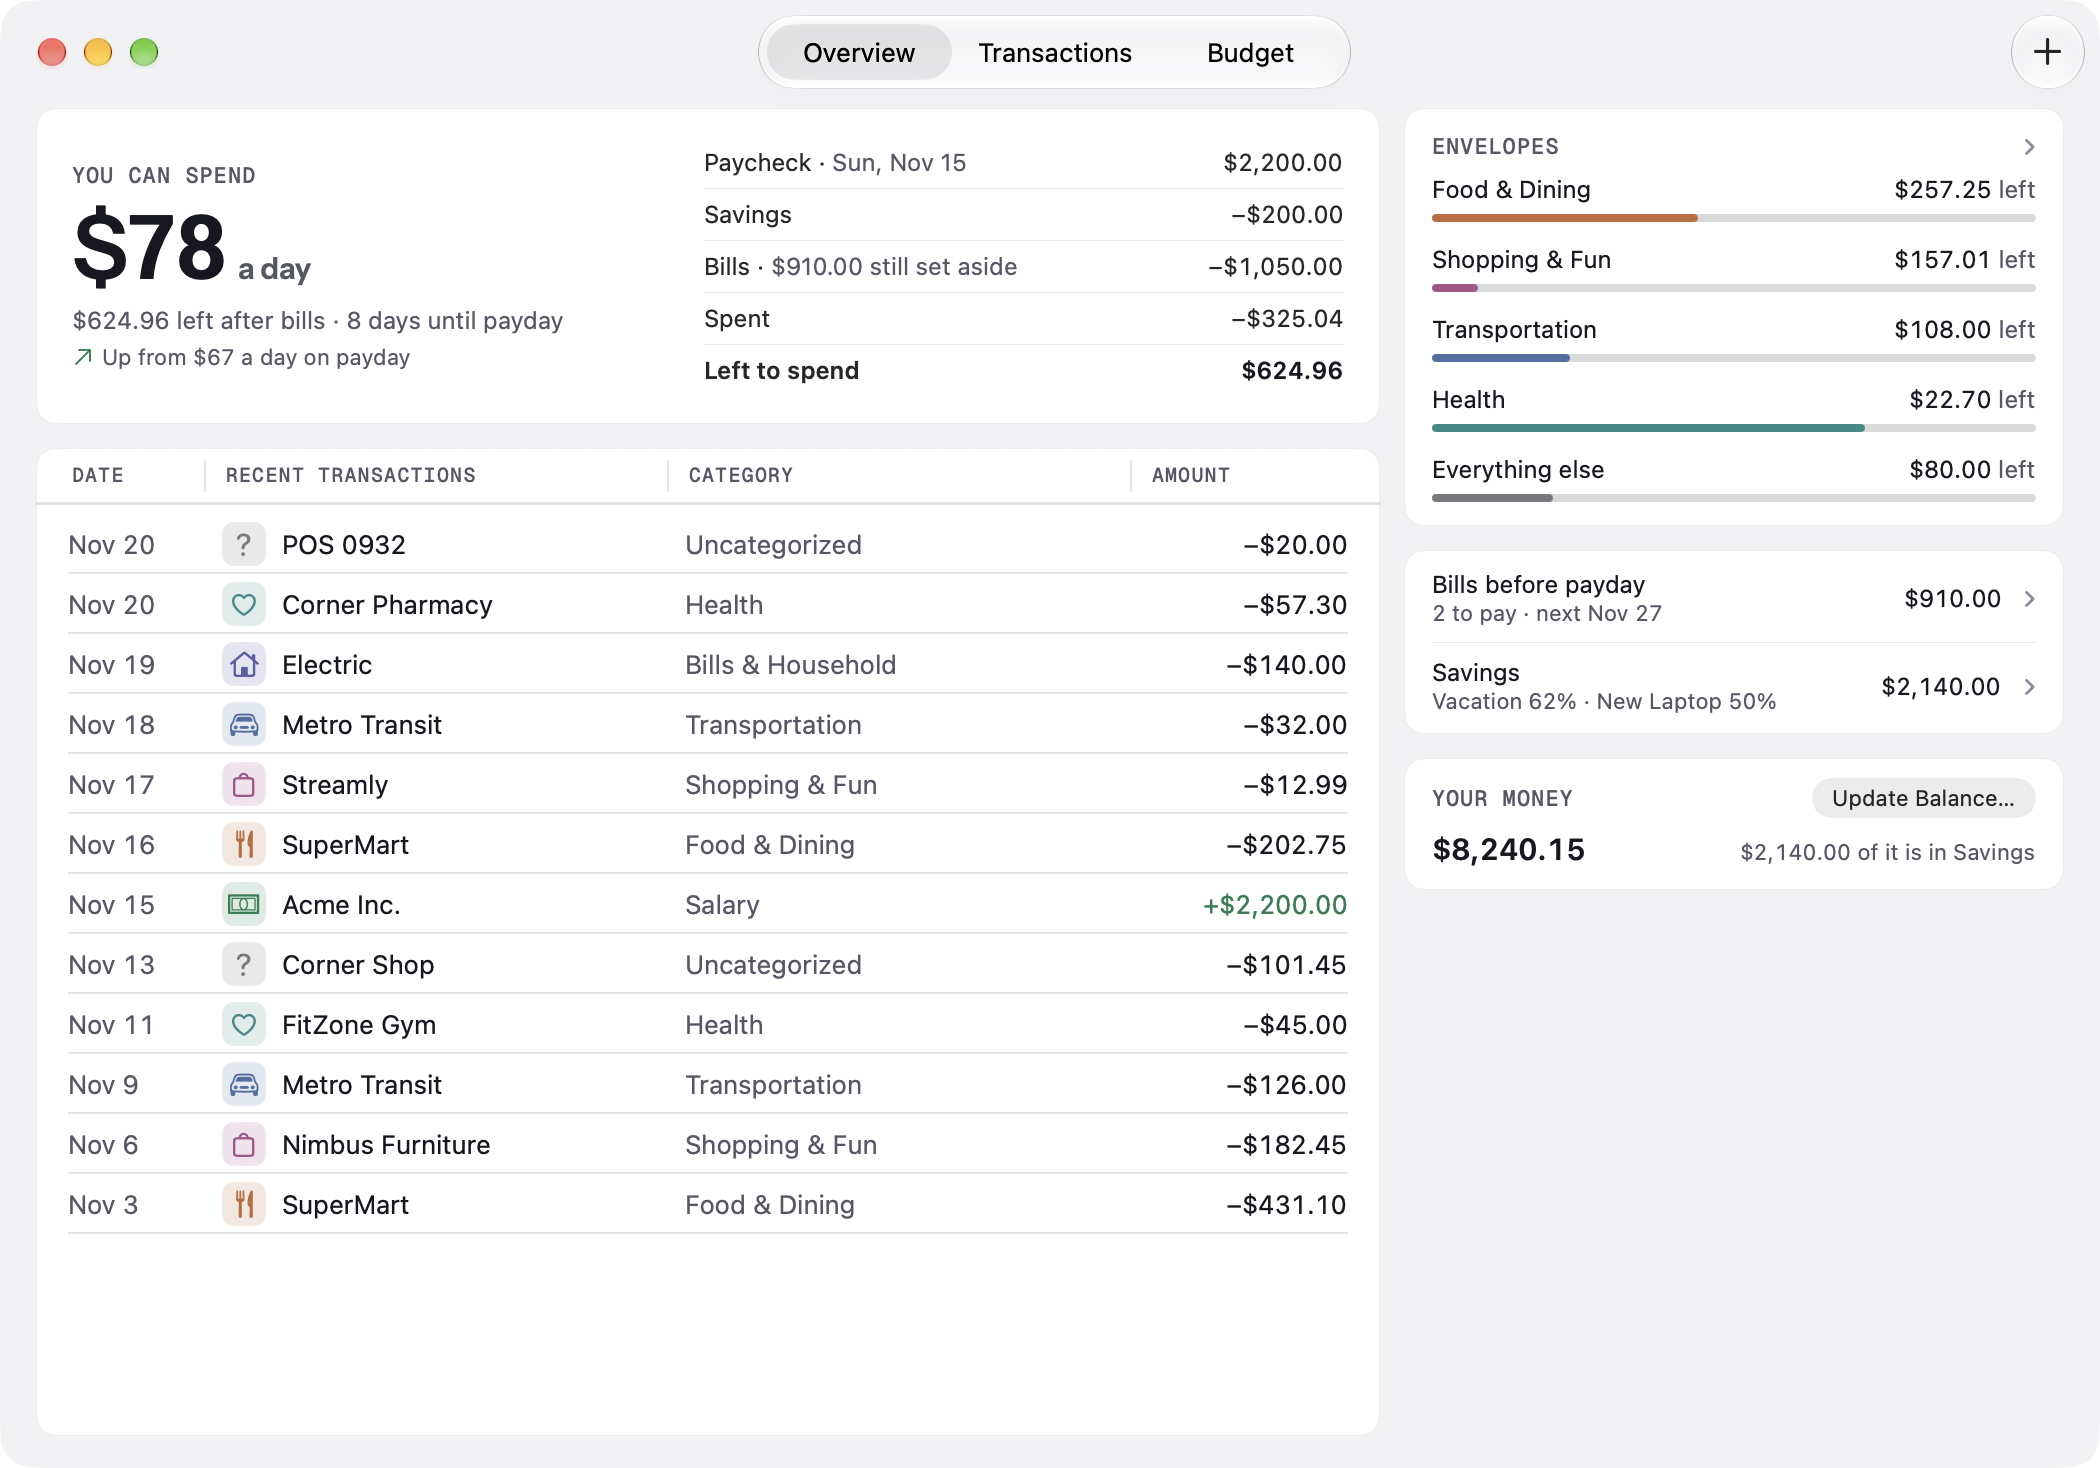 Overview Transactions Budget
YOU CAN SPEND
$78 a day
$624.96 left after bills · 8 days until payday
Up from $67 a day on payday
Paycheck · Sun, Nov 15 $2,200.00
Savings –$200.00
Bills · $910.00 still set aside –$1,050.00
Spent –$325.04
Left to spend $624.96
DATE RECENT TRANSACTIONS CATEGORY AMOUNT
Nov 20 ? POS 0932 Uncategorized –$20.00
Nov 20 Corner Pharmacy Health –$57.30
Nov 19 Electric Bills & Household –$140.00
Nov 18 Metro Transit Transportation –$32.00
Nov 17 Streamly Shopping & Fun –$12.99
Nov 16 SuperMart Food & Dining –$202.75
Nov 15 Acme Inc. Salary +$2,200.00
Nov 13 ? Corner Shop Uncategorized –$101.45
Nov 11 FitZone Gym Health –$45.00
Nov 9 Metro Transit Transportation –$126.00
Nov 6 Nimbus Furniture Shopping & Fun –$182.45
Nov 3 SuperMart Food & Dining –$431.10
ENVELOPES
Food & Dining $257.25 left
Shopping & Fun $157.01 left
Transportation $108.00 left
Health $22.70 left
Everything else $80.00 left
Bills before payday $910.00
2 to pay · next Nov 27
Savings $2,140.00
Vacation 62% · New Laptop 50%
YOUR MONEY Update Balance...
$8,240.15 $2,140.00 of it is in Savings